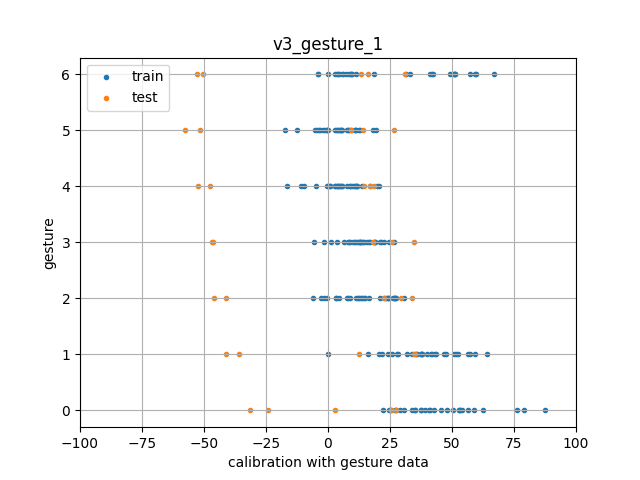 v3_gesture_1
train
test
gesture
6
5
4
3
2
1
0
−100 −75 −50 −25 0 25 50 75 100
calibration with gesture data